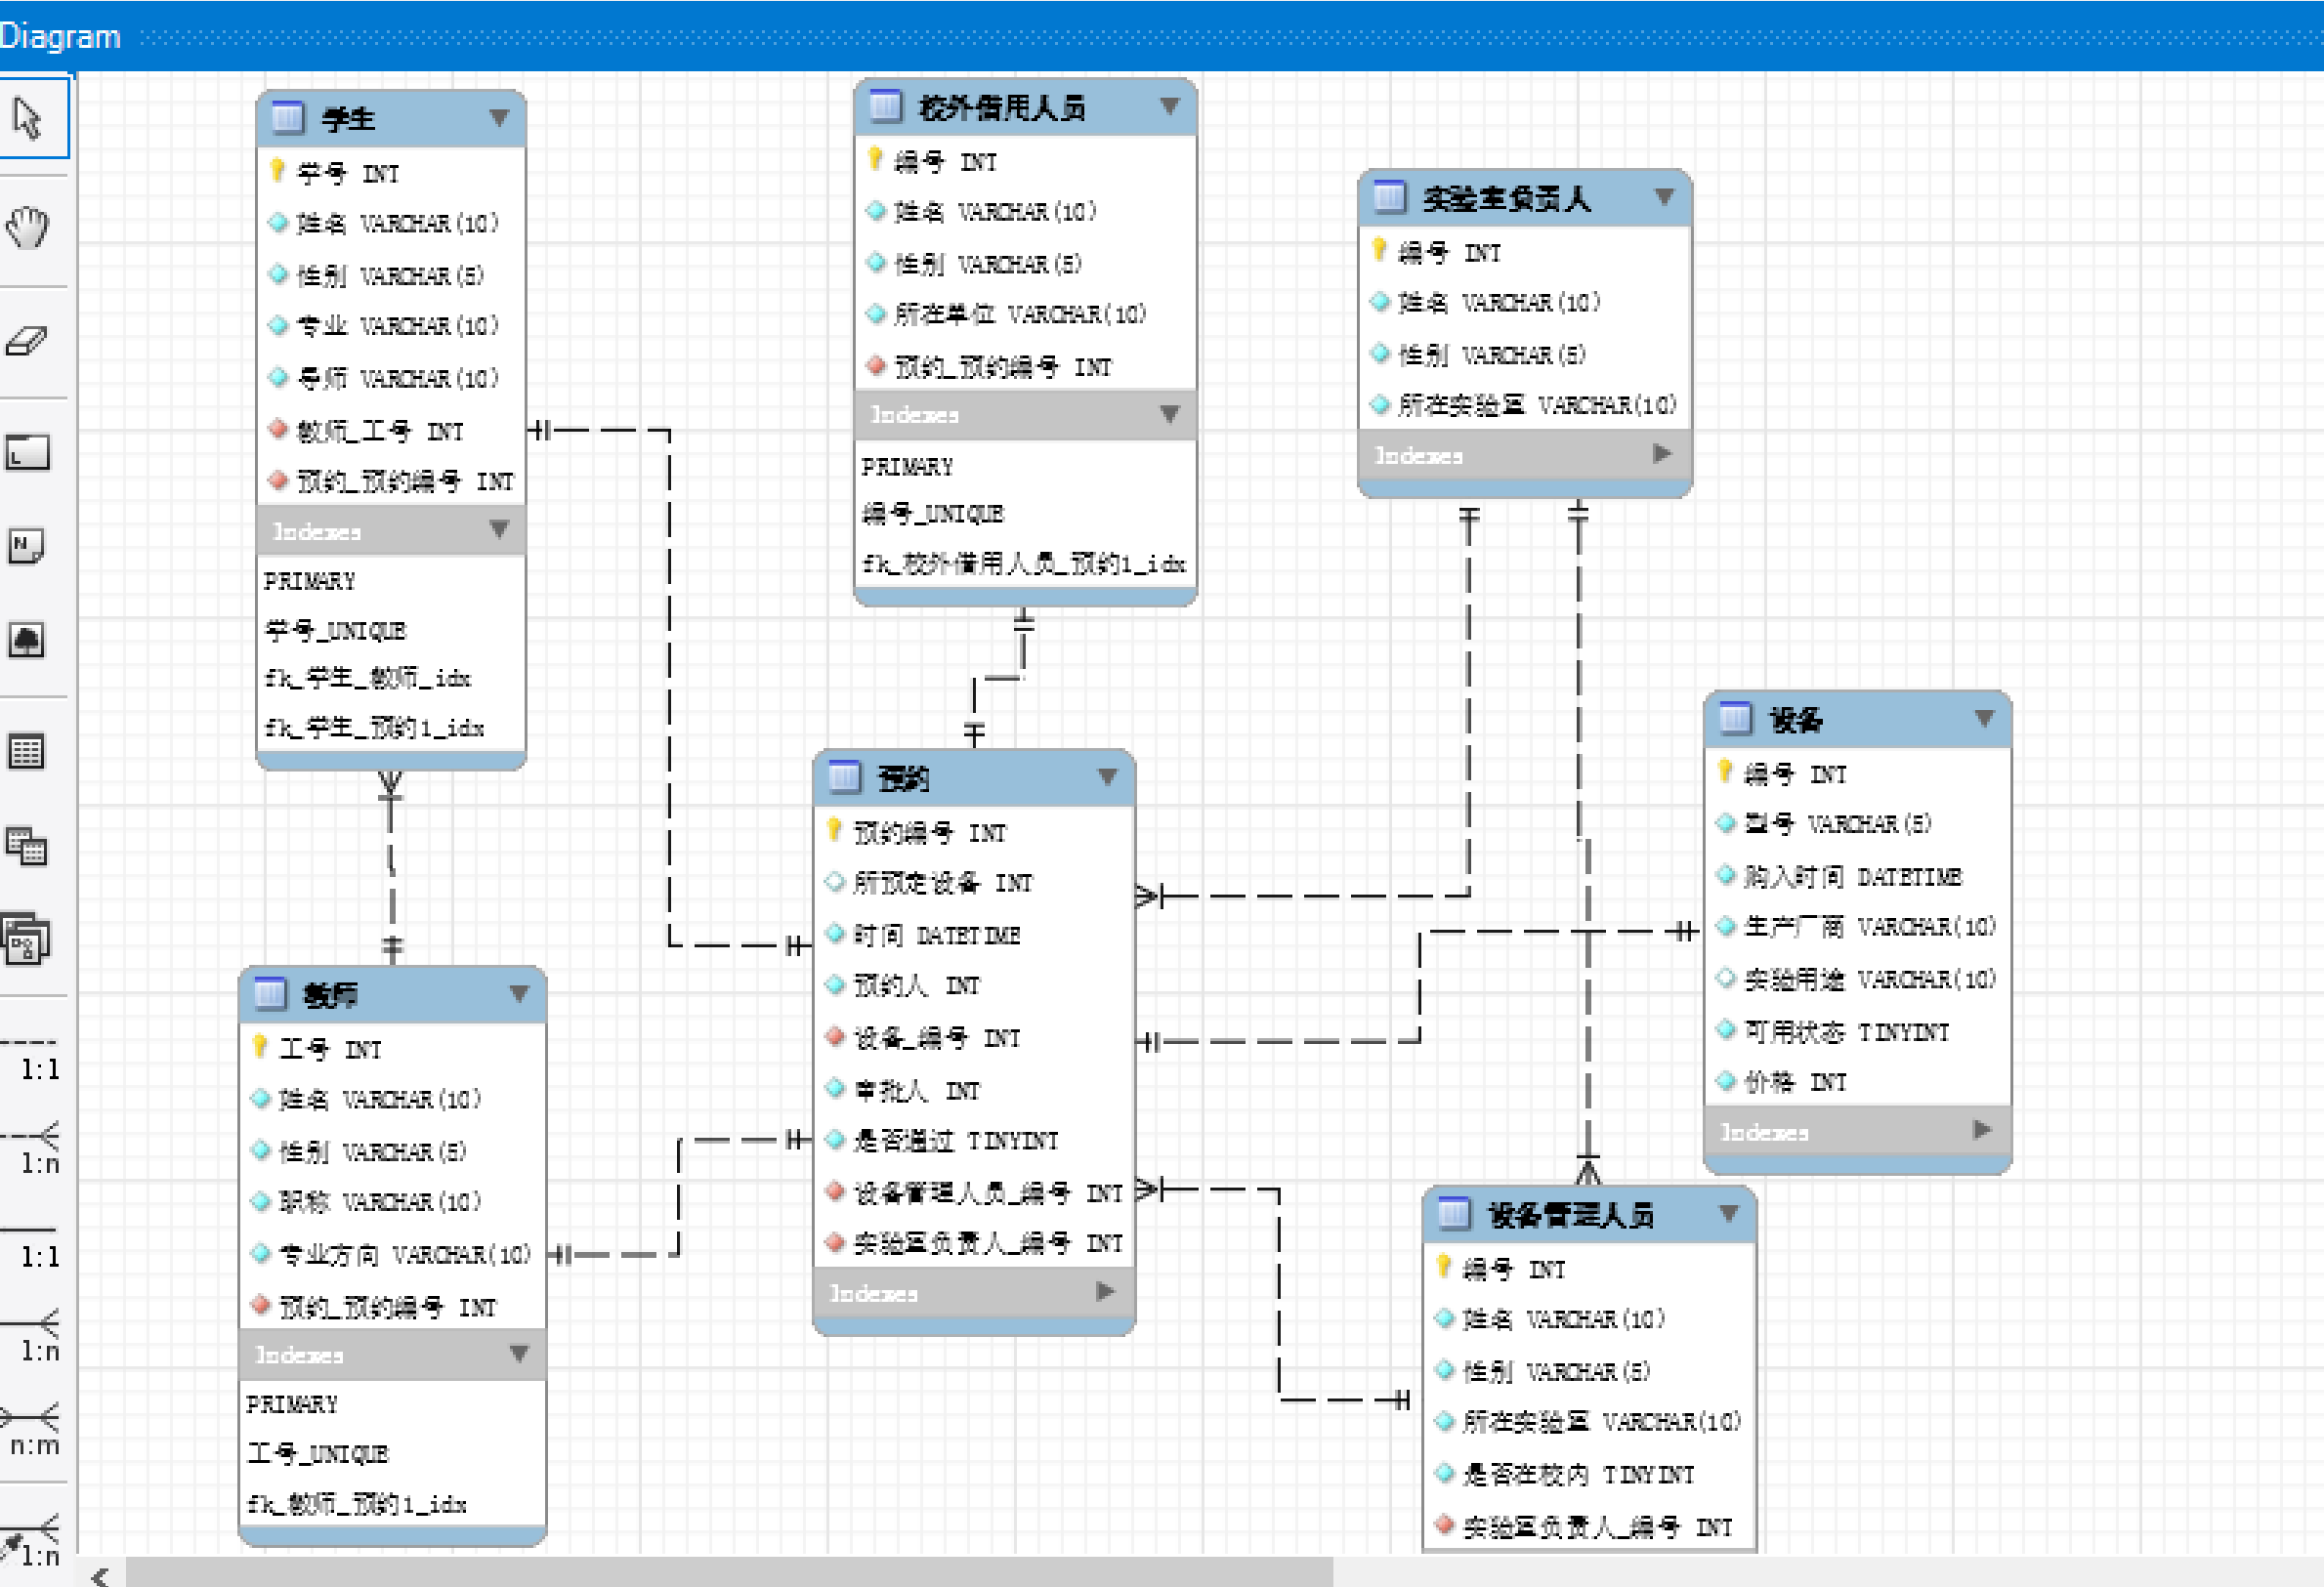 Diagram
学生
学号 INT
姓名 VARCHAR(10)
性别 VARCHAR(5)
专业 VARCHAR(10)
导师 VARCHAR(10)
教师_工号 INT
预约_预约编号 INT
Indexes
PRIMARY
学号_UNIQUE
fk_学生_教师_idx
fk_学生_预约1_idx
校外借用人员
编号 INT
姓名 VARCHAR(10)
性别 VARCHAR(5)
所在单位 VARCHAR(10)
预约_预约编号 INT
Indexes
PRIMARY
编号_UNIQUE
fk_校外借用人员_预约1_idx
实验室负责人
编号 INT
姓名 VARCHAR(10)
性别 VARCHAR(5)
所在实验室 VARCHAR(10)
Indexes
设备
编号 INT
型号 VARCHAR(5)
购入时间 DATETIME
生产厂商 VARCHAR(10)
实验用途 VARCHAR(10)
可用状态 TINYINT
价格 INT
Indexes
预约
预约编号 INT
所预定设备 INT
时间 DATETIME
预约人 INT
设备_编号 INT
审批人 INT
是否通过 TINYINT
设备管理人员_编号 INT
实验室负责人_编号 INT
Indexes
教师
工号 INT
姓名 VARCHAR(10)
性别 VARCHAR(5)
职称 VARCHAR(10)
专业方向 VARCHAR(10)
预约_预约编号 INT
Indexes
PRIMARY
工号_UNIQUE
fk_教师_预约1_idx
设备管理人员
编号 INT
姓名 VARCHAR(10)
性别 VARCHAR(5)
所在实验室 VARCHAR(10)
是否在校内 TINYINT
实验室负责人_编号 INT
L
N
1:1
1:n
1:1
1:n
n:m
1:n